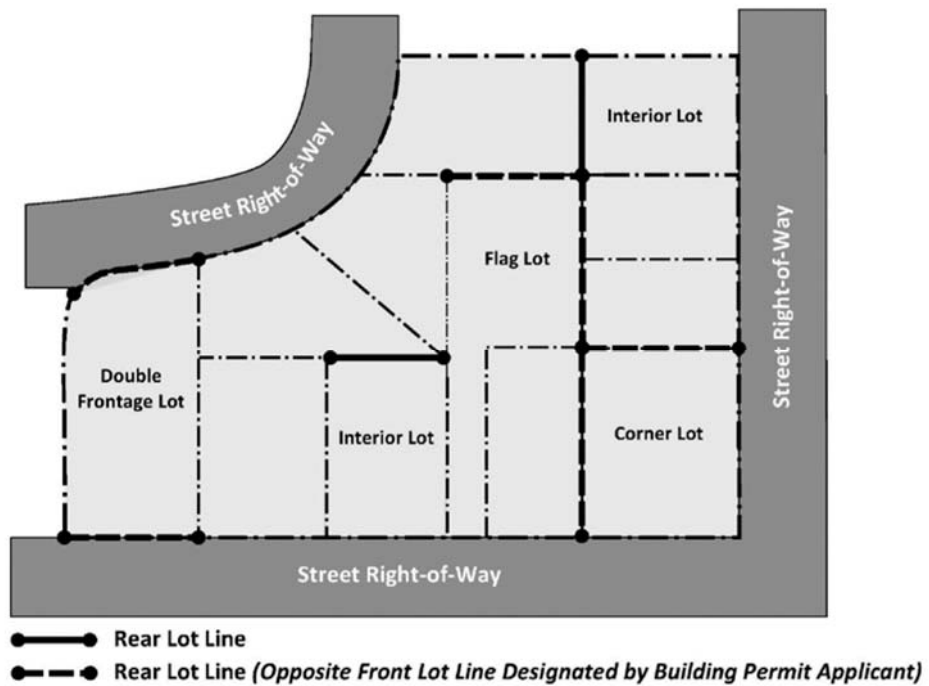 Interior Lot
Street Right-of-Way
Flag Lot
Street Right-of-Way
Double
Frontage Lot
Interior Lot
Corner Lot
Street Right-of-Way
Rear Lot Line
Rear Lot Line (Opposite Front Lot Line Designated by Building Permit Applicant)